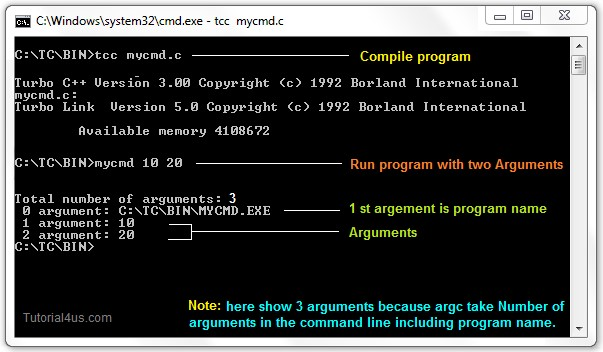 C:\Windows\system32\cmd.exe - tcc mycmd.c
C:\TC\BIN>tcc mycmd.c
Compile program
Turbo C++ Version 3.00 Copyright (c) 1992 Borland International
mycmd.c:
Turbo Link Version 5.0 Copyright (c) 1992 Borland International
Available memory 4108672
C:\TC\BIN>mycmd 10 20
Run program with two Arguments
Total number of arguments: 3
0 argument: C:\TC\BIN\MYCMD.EXE
1 st argement is program name
1 argument: 10
2 argument: 20
Arguments
C:\TC\BIN>
Note: here show 3 arguments because argc take Number of
arguments in the command line including program name.
Tutorial4us.com